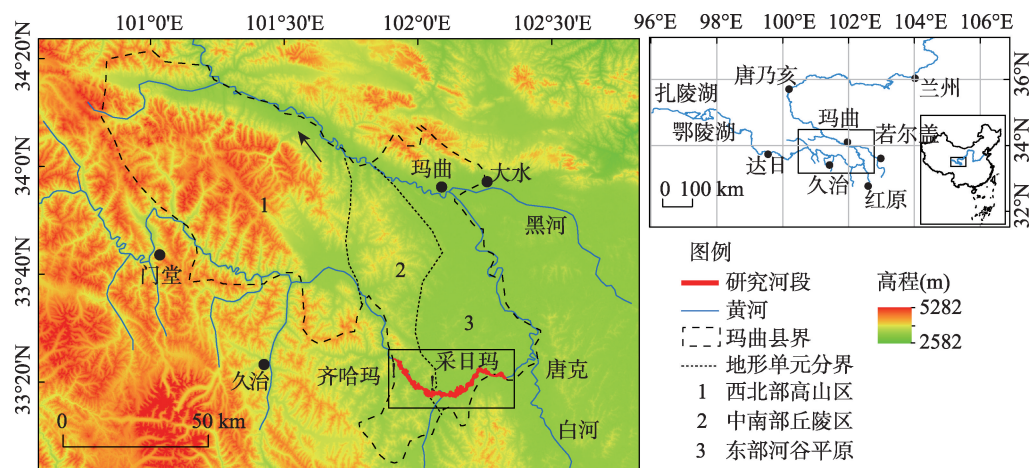 101°0′E 101°5′E 102°0′E 102°5′E
34°20′N
34°0′N
33°40′N
33°20′N
1
2
3
玛曲
大水
黑河
门堂
久治
齐哈玛
采日玛
唐克
白河
0 50 km
96°E 98°E 100°E 102°E 104°E 106°E
36°N
34°N
32°N
唐乃亥
兰州
扎陵湖
鄂陵湖
玛曲
若尔盖
达日
久治
红原
0 100 km
图例
研究河段
黄河
玛曲县界
地形单元分界
1 西北部高山区
2 中南部丘陵区
3 东部河谷平原
高程(m)
5282
2582